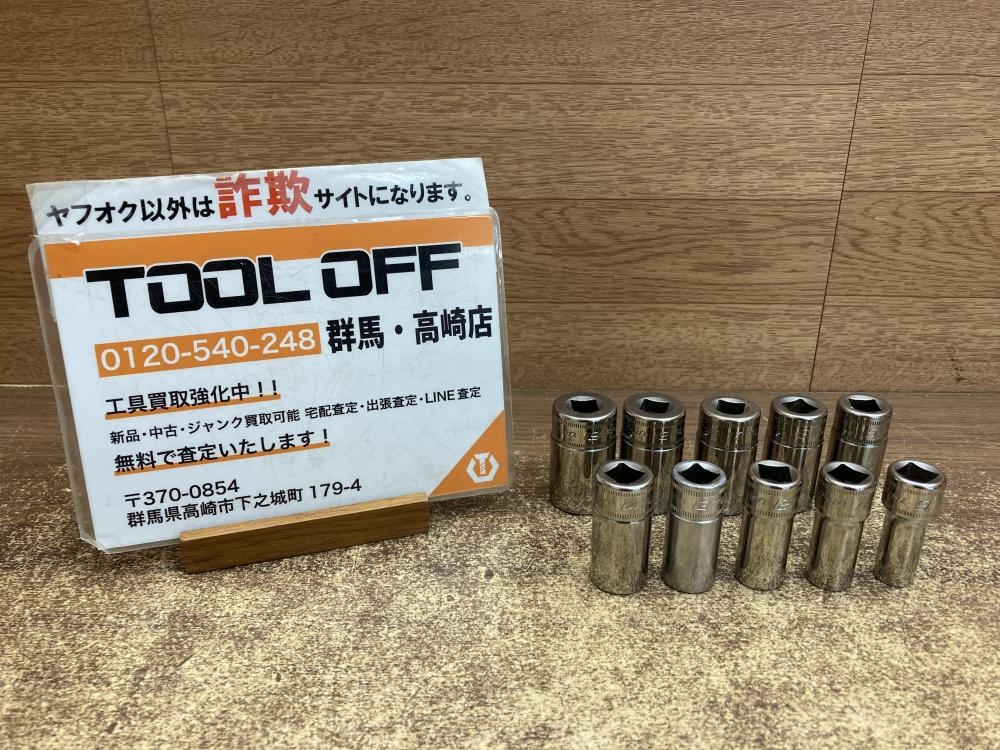 ヤフオク以外は詐欺サイトになります。
TOOL OFF
0120-540-248 群馬・高崎店
工具買取強化中!!
新品・中古・ジャンク買取可能 宅配査定・出張査定・LINE査定
無料で査定いたします!
〒370-0854
群馬県高崎市下之城町 179-4